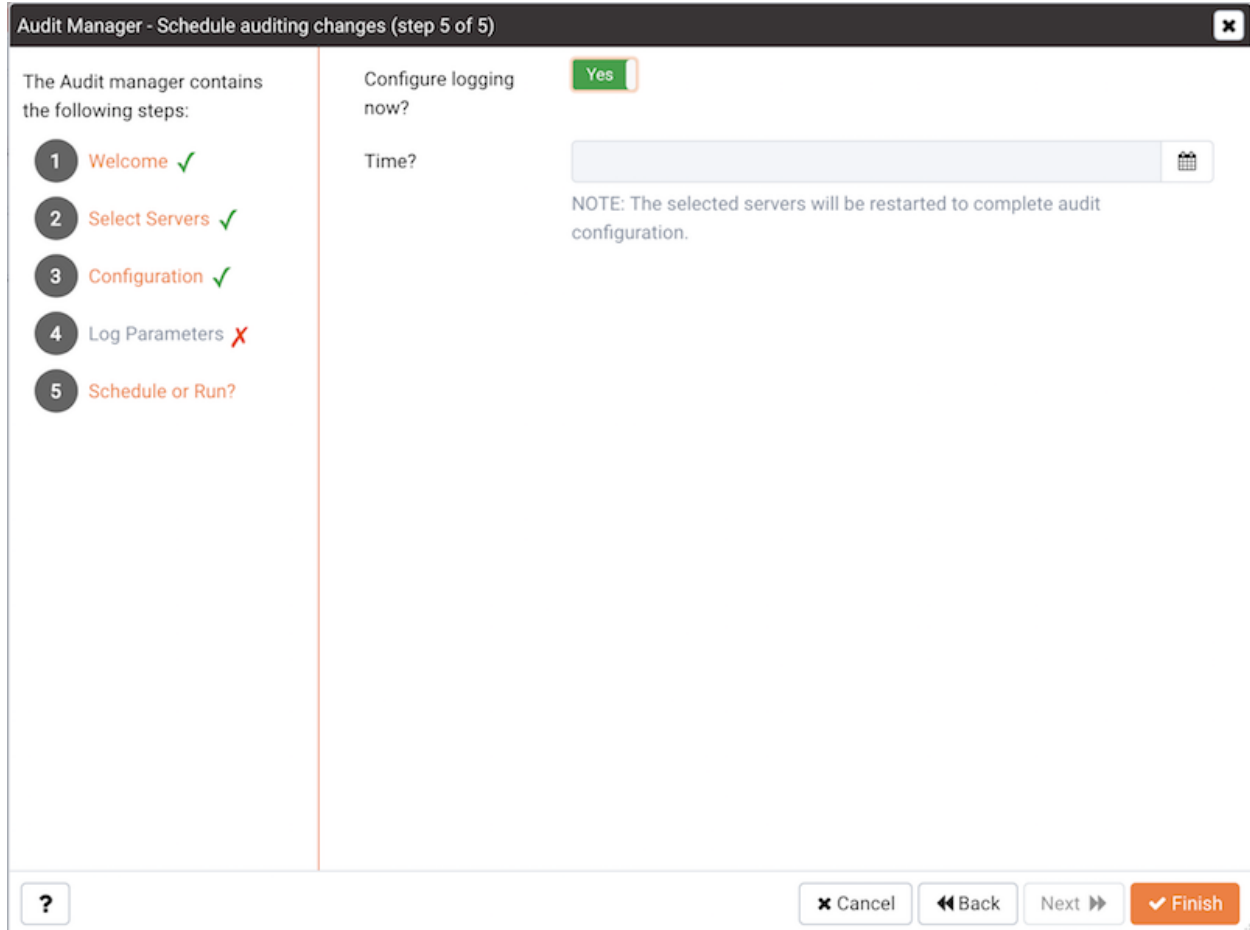 Audit Manager - Schedule auditing changes (step 5 of 5)
The Audit manager contains
the following steps:
1 Welcome ✓
2 Select Servers ✓
3 Configuration ✓
4 Log Parameters ✗
5 Schedule or Run?
Configure logging
now?
Yes
Time?
NOTE: The selected servers will be restarted to complete audit
configuration.
?
Cancel
Back
Next
Finish